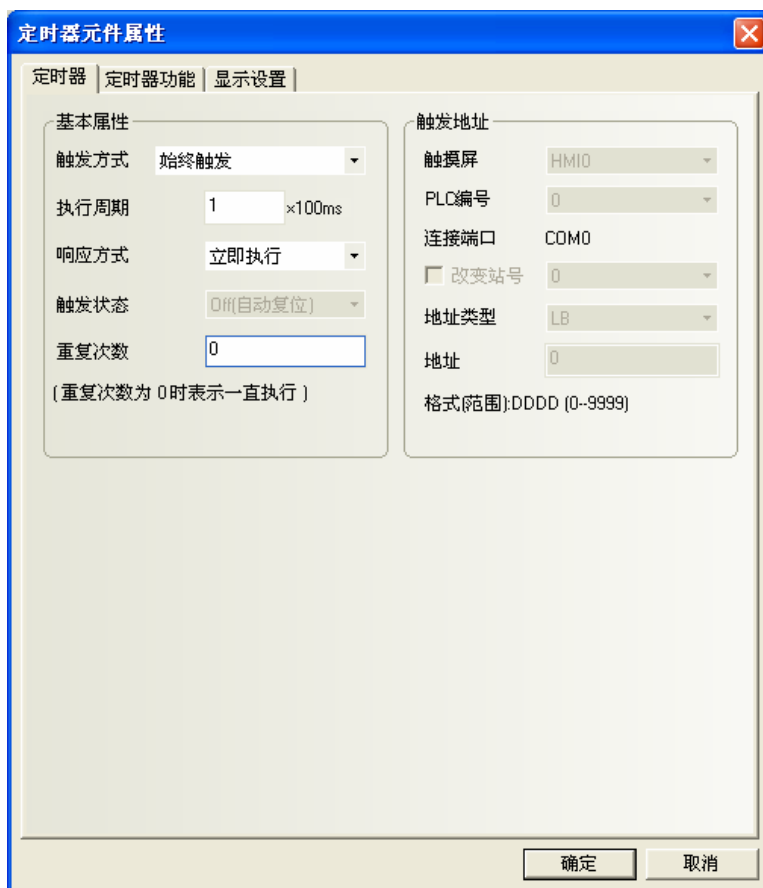 定时器元件属性
定时器 定时器功能 显示设置
基本属性
触发方式 始终触发
执行周期 1 ×100ms
响应方式 立即执行
触发状态 Off(自动复位)
重复次数 0
(重复次数为 0时表示一直执行 )
触发地址
触摸屏 HMI0
PLC编号 0
连接端口 COM0
改变站号 0
地址类型 LB
地址 0
格式(范围):DDDD (0--9999)
确定 取消